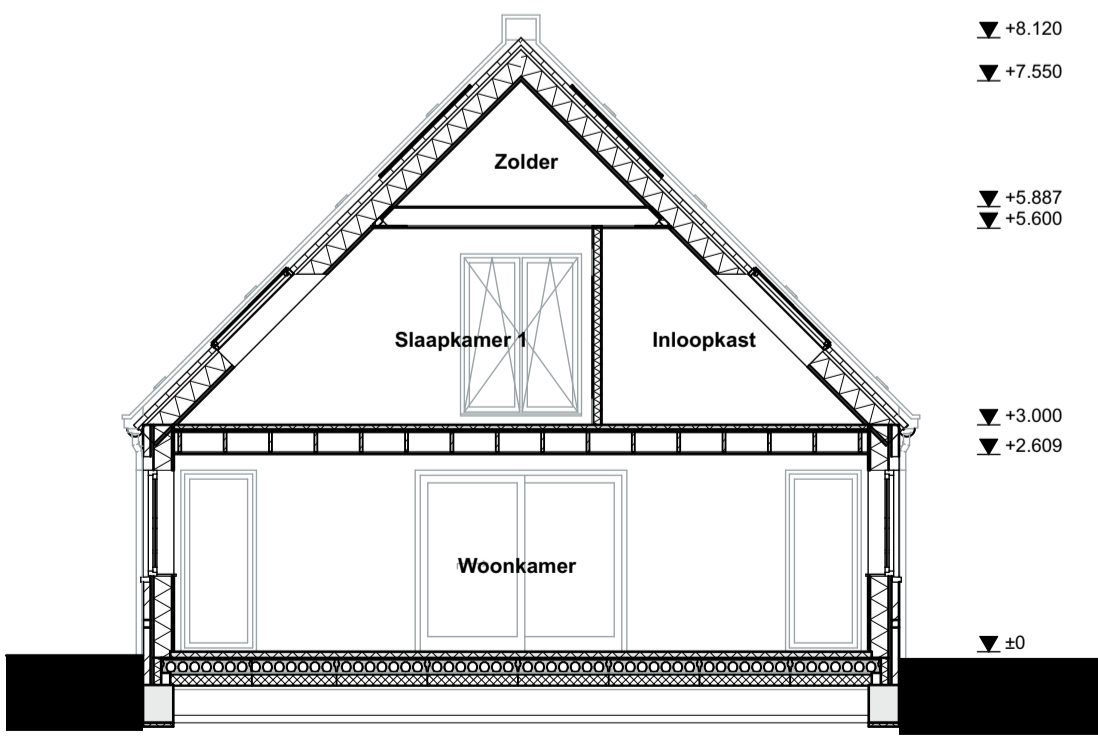 +8.120
+7.550
Zolder
+5.887
+5.600
Slaapkamer 1
Inloopkast
+3.000
+2.609
Woonkamer
±0